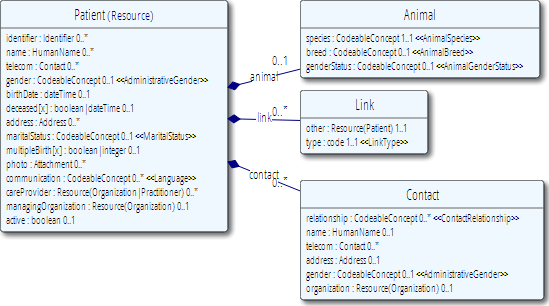 Patient (Resource)
identifier : Identifier 0..*
name : HumanName 0..*
telecom : Contact 0..*
gender : CodeableConcept 0..1 <<AdministrativeGender>>
birthDate : dateTime 0..1
deceased[x] : boolean|dateTime 0..1
address : Address 0..*
maritalStatus : CodeableConcept 0..1 <<MaritalStatus>>
multipleBirth[x] : boolean|integer 0..1
photo : Attachment 0..*
communication : CodeableConcept 0..* <<Language>>
careProvider : Resource(Organization|Practitioner) 0..*
managingOrganization : Resource(Organization) 0..1
active : boolean 0..1
0..1
animal
link
0..*
contact
0..*
Animal
species : CodeableConcept 1..1 <<AnimalSpecies>>
breed : CodeableConcept 0..1 <<AnimalBreed>>
genderStatus : CodeableConcept 0..1 <<AnimalGenderStatus>>
Link
other : Resource(Patient) 1..1
type : code 1..1 <<LinkType>>
Contact
relationship : CodeableConcept 0..* <<ContactRelationship>>
name : HumanName 0..1
telecom : Contact 0..*
address : Address 0..1
gender : CodeableConcept 0..1 <<AdministrativeGender>>
organization : Resource(Organization) 0..1